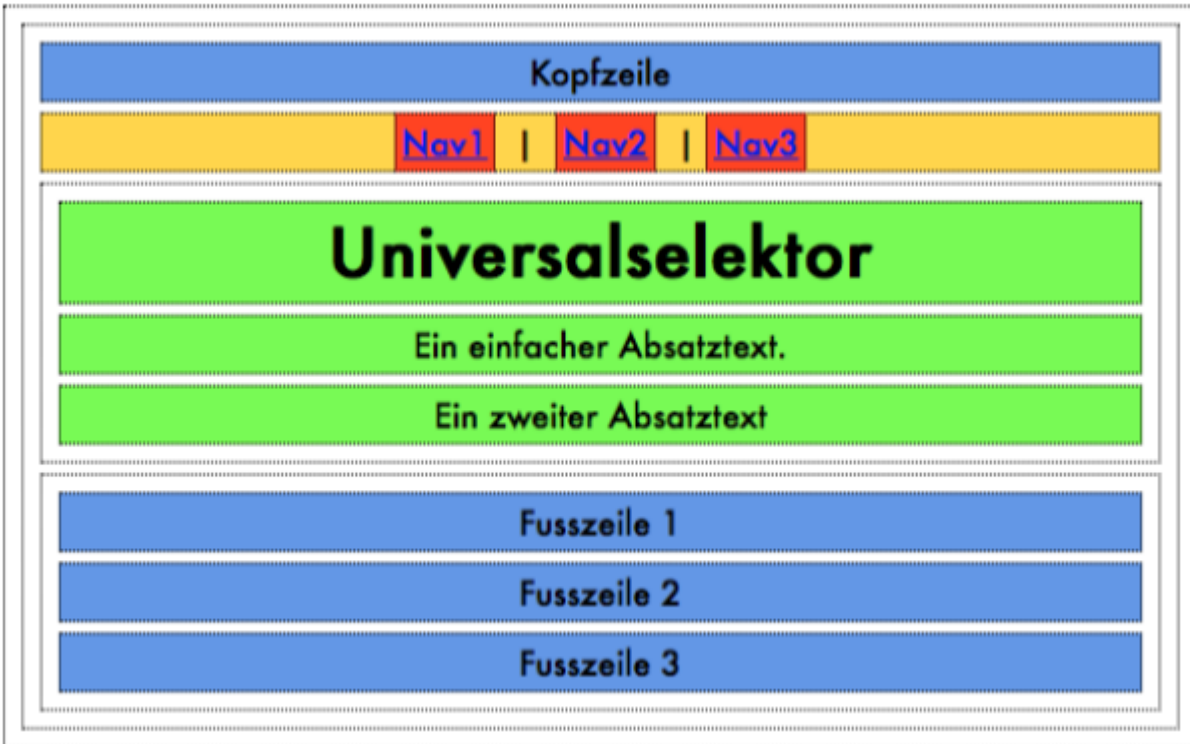 Kopfzeile
Nav1 | Nav2 | Nav3
Universalselektor
Ein einfacher Absatztext.
Ein zweiter Absatztext
Fusszeile 1
Fusszeile 2
Fusszeile 3